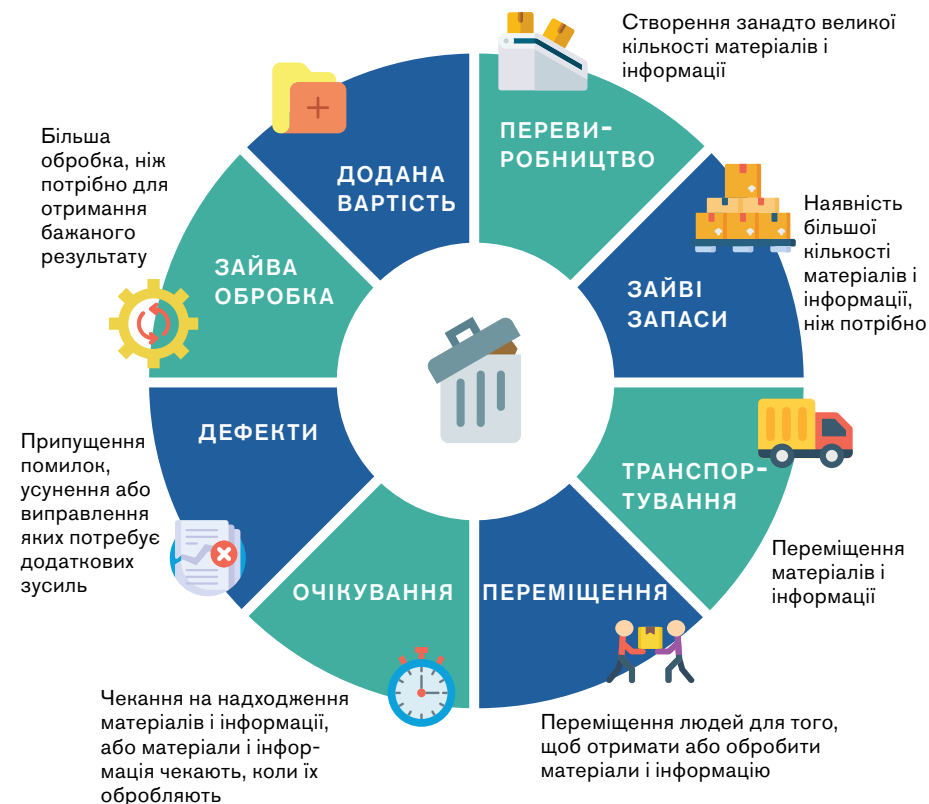 Створення занадто великої
кількості матеріалів і
інформації
ПЕРЕВИ-
РОБНИЦТВО
Наявність
більшої
кількості
матеріалів і
інформації,
ніж потрібно
ЗАЙВІ
ЗАПАСИ
ТРАНСПОР-
ТУВАННЯ
Переміщення
матеріалів і
інформації
ПЕРЕМІЩЕННЯ
Переміщення людей для того,
щоб отримати або обробити
матеріали і інформацію
ОЧІКУВАННЯ
Чекання на надходження
матеріалів і інформації,
або матеріали і інфор-
мація чекають, коли їх
обробляють
ДЕФЕКТИ
Припущення
помилок,
усунення або
виправлення
яких потребує
додаткових
зусиль
ЗАЙВА
ОБРОБКА
Більша
обробка, ніж
потрібно для
отримання
бажаного
результату
ДОДАНА
ВАРТІСТЬ